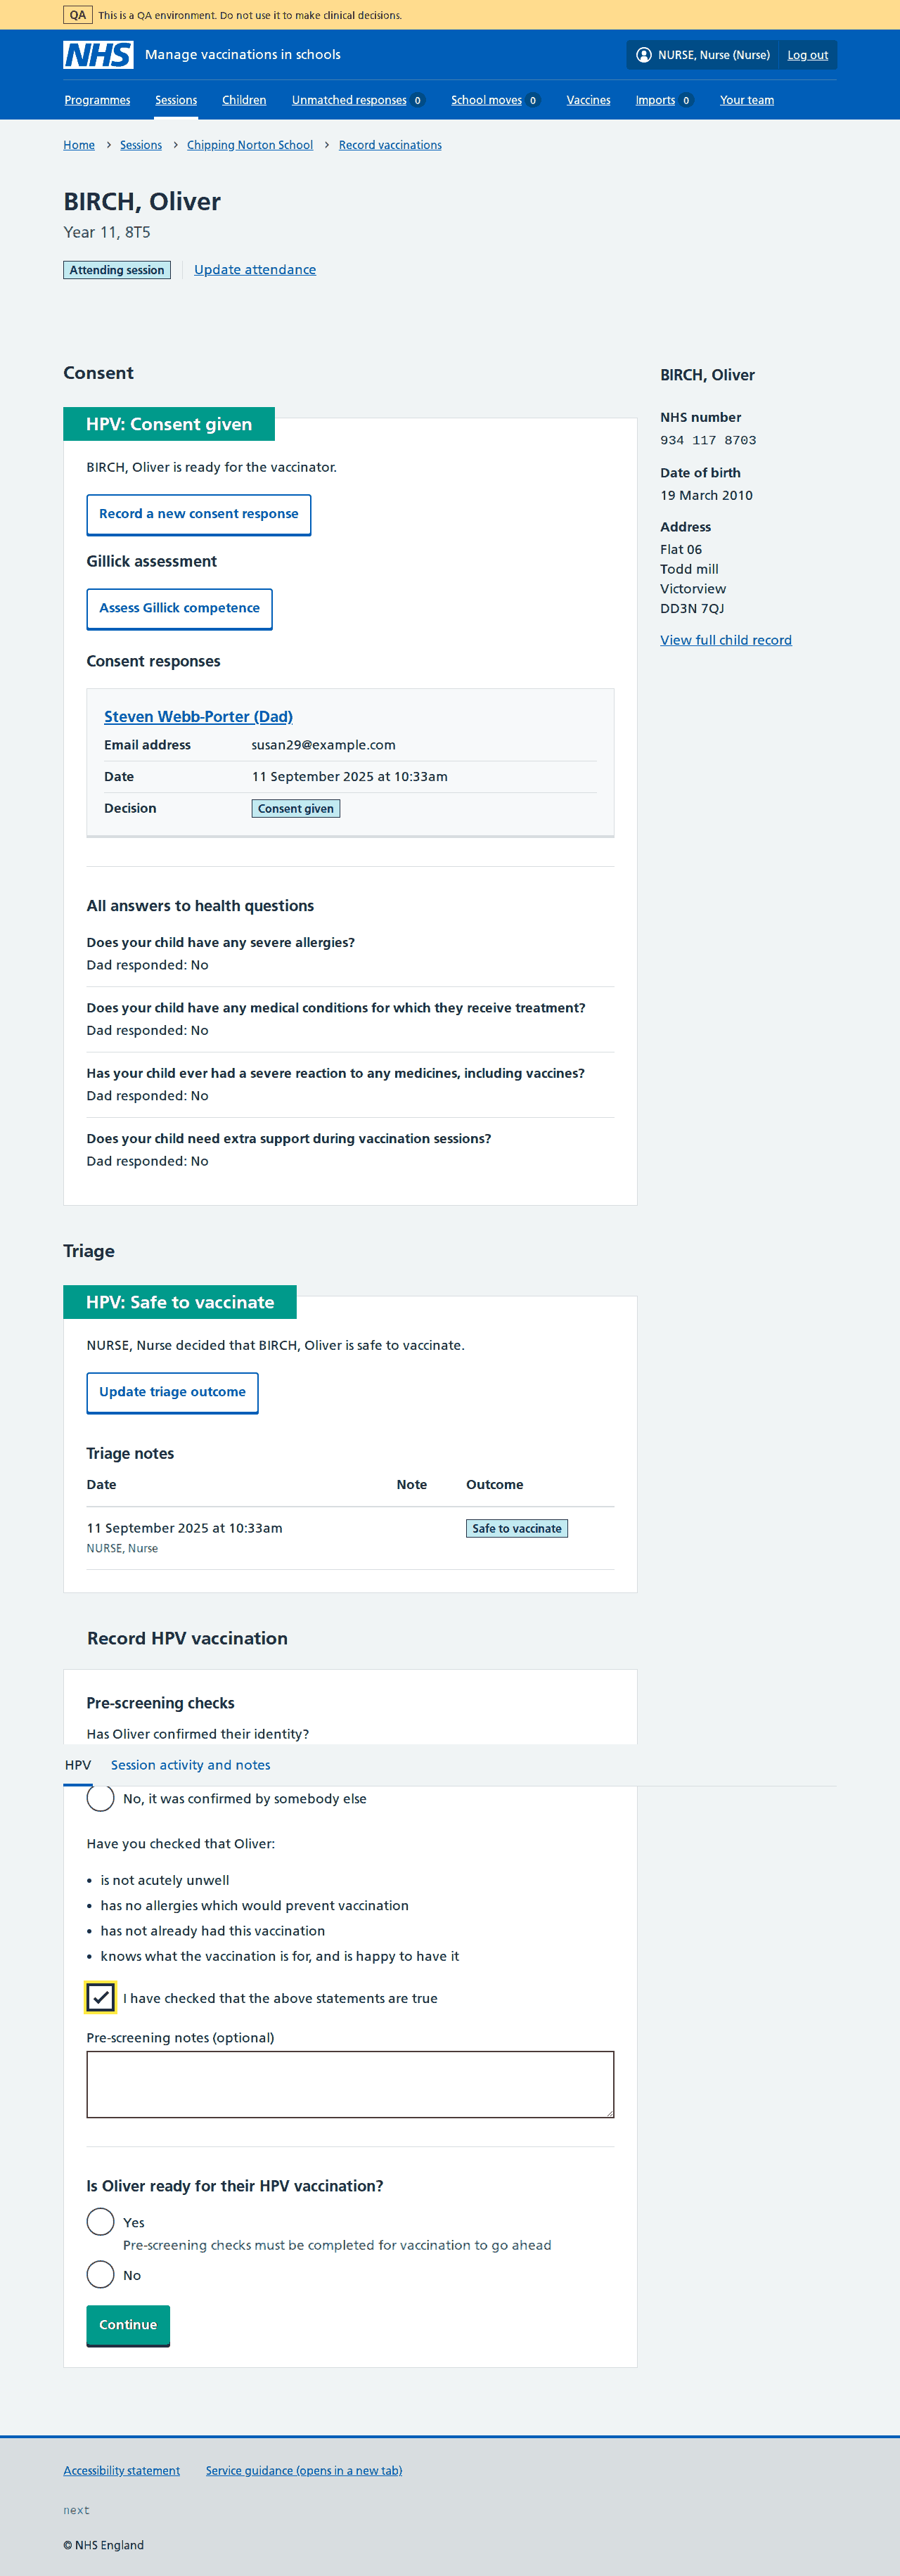 QA This is a QA environment. Do not use it to make clinical decisions.
NHS Manage vaccinations in schools NURSE, Nurse (Nurse) Log out
Programmes Sessions Children Unmatched responses 0 School moves 0 Vaccines Imports 0 Your team
Home Sessions Chipping Norton School Record vaccinations
BIRCH, Oliver
Year 11, 8T5
Attending session Update attendance
Consent
HPV: Consent given
BIRCH, Oliver is ready for the vaccinator.
Record a new consent response
Gillick assessment
Assess Gillick competence
Consent responses
Steven Webb-Porter (Dad)
Email address susan29@example.com
Date 11 September 2025 at 10:33am
Decision Consent given
All answers to health questions
Does your child have any severe allergies?
Dad responded: No
Does your child have any medical conditions for which they receive treatment?
Dad responded: No
Has your child ever had a severe reaction to any medicines, including vaccines?
Dad responded: No
Does your child need extra support during vaccination sessions?
Dad responded: No
BIRCH, Oliver
NHS number
934 117 8703
Date of birth
19 March 2010
Address
Flat 06
Todd mill
Victorview
DD3N 7QJ
View full child record
Triage
HPV: Safe to vaccinate
NURSE, Nurse decided that BIRCH, Oliver is safe to vaccinate.
Update triage outcome
Triage notes
Date Note Outcome
11 September 2025 at 10:33am Safe to vaccinate
NURSE, Nurse
Record HPV vaccination
Pre-screening checks
Has Oliver confirmed their identity?
HPV Session activity and notes
No, it was confirmed by somebody else
Have you checked that Oliver:
• is not acutely unwell
• has no allergies which would prevent vaccination
• has not already had this vaccination
• knows what the vaccination is for, and is happy to have it
I have checked that the above statements are true
Pre-screening notes (optional)
Is Oliver ready for their HPV vaccination?
Yes
Pre-screening checks must be completed for vaccination to go ahead
No
Continue
Accessibility statement Service guidance (opens in a new tab)
next
© NHS England